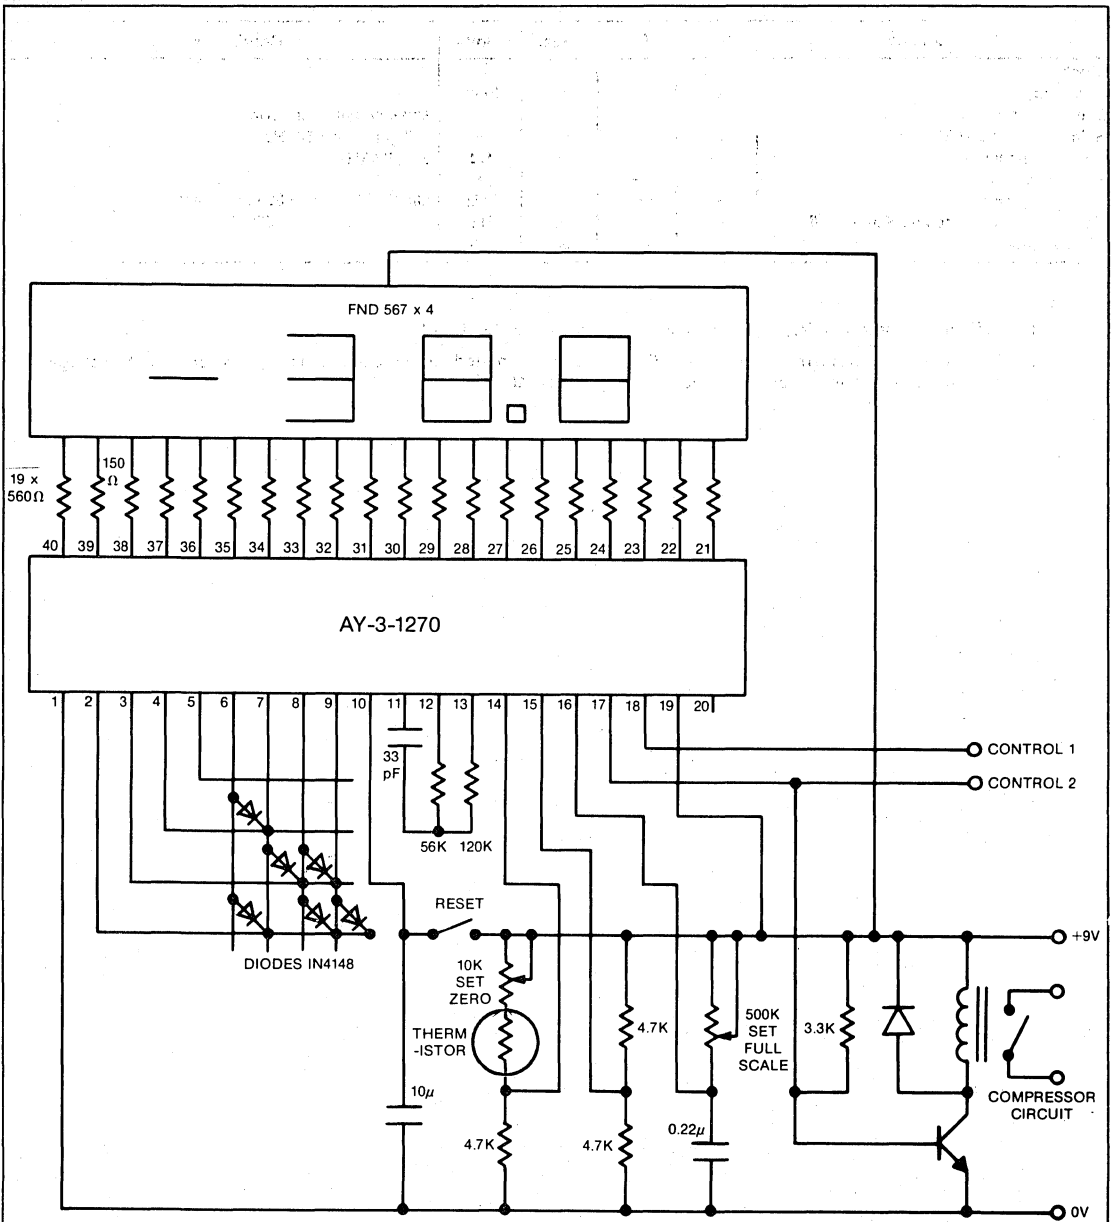 FND 567 x 4
19 x
560Ω
150
Ω
40 39 38 37 36 35 34 33 32 31 30 29 28 27 26 25 24 23 22 21
AY-3-1270
1 2 3 4 5 6 7 8 9 10 11 12 13 14 15 16 17 18 19 20
33
pF
CONTROL 1
CONTROL 2
56K 120K
RESET
DIODES IN4148
+9V
10K
SET
ZERO
THERM
-ISTOR
4.7K
500K
SET
FULL
SCALE
3.3K
COMPRESSOR
CIRCUIT
10μ
4.7K
4.7K
0.22μ
0V